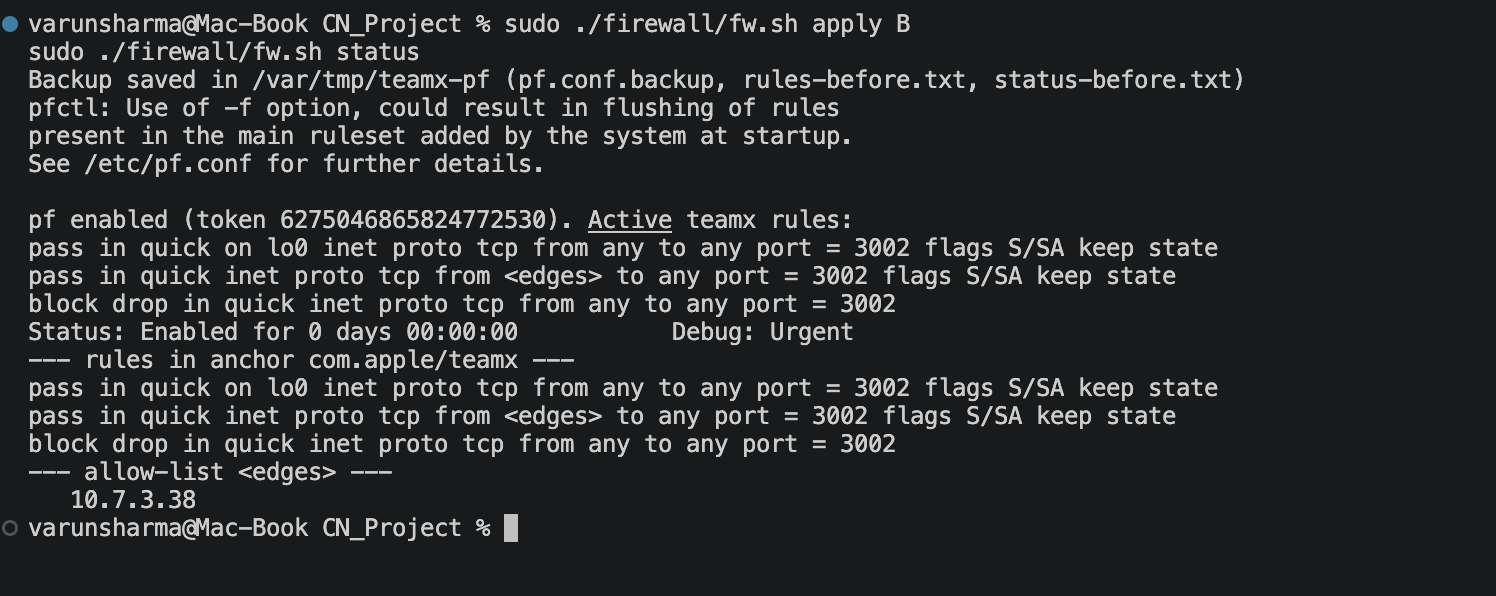 varunsharma@Mac-Book CN_Project % sudo ./firewall/fw.sh apply B
sudo ./firewall/fw.sh status
Backup saved in /var/tmp/teamx-pf (pf.conf.backup, rules-before.txt, status-before.txt)
pfctl: Use of -f option, could result in flushing of rules
present in the main ruleset added by the system at startup.
See /etc/pf.conf for further details.

pf enabled (token 6275046865824772530). Active teamx rules:
pass in quick on lo0 inet proto tcp from any to any port = 3002 flags S/SA keep state
pass in quick inet proto tcp from <edges> to any port = 3002 flags S/SA keep state
block drop in quick inet proto tcp from any to any port = 3002
Status: Enabled for 0 days 00:00:00           Debug: Urgent
--- rules in anchor com.apple/teamx ---
pass in quick on lo0 inet proto tcp from any to any port = 3002 flags S/SA keep state
pass in quick inet proto tcp from <edges> to any port = 3002 flags S/SA keep state
block drop in quick inet proto tcp from any to any port = 3002
--- allow-list <edges> ---
   10.7.3.38
varunsharma@Mac-Book CN_Project %